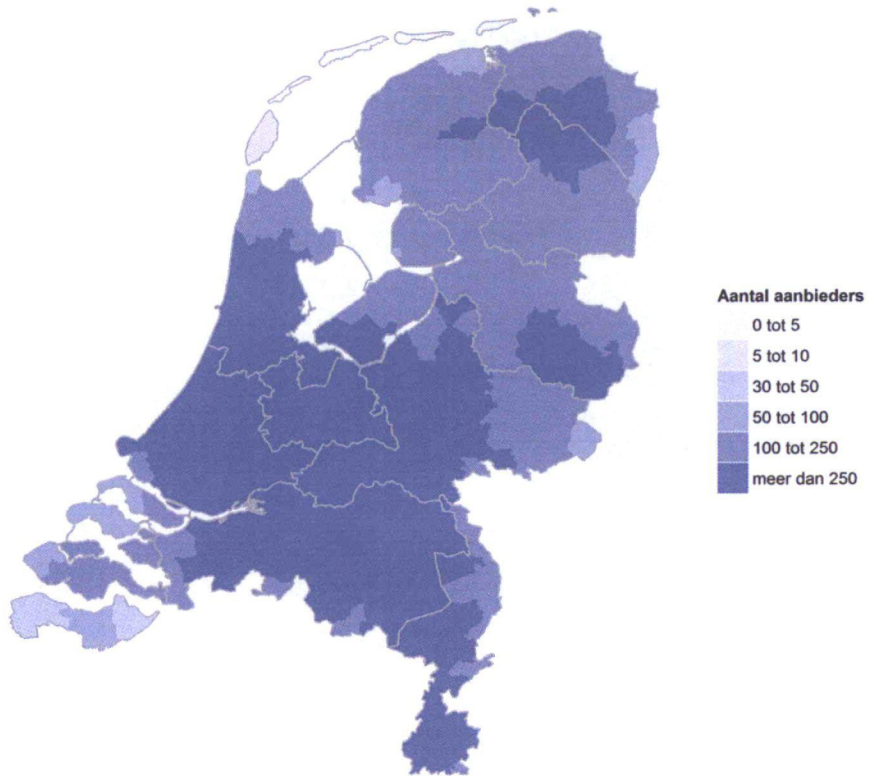 Aantal aanbieders
0 tot 5
5 tot 10
30 tot 50
50 tot 100
100 tot 250
meer dan 250